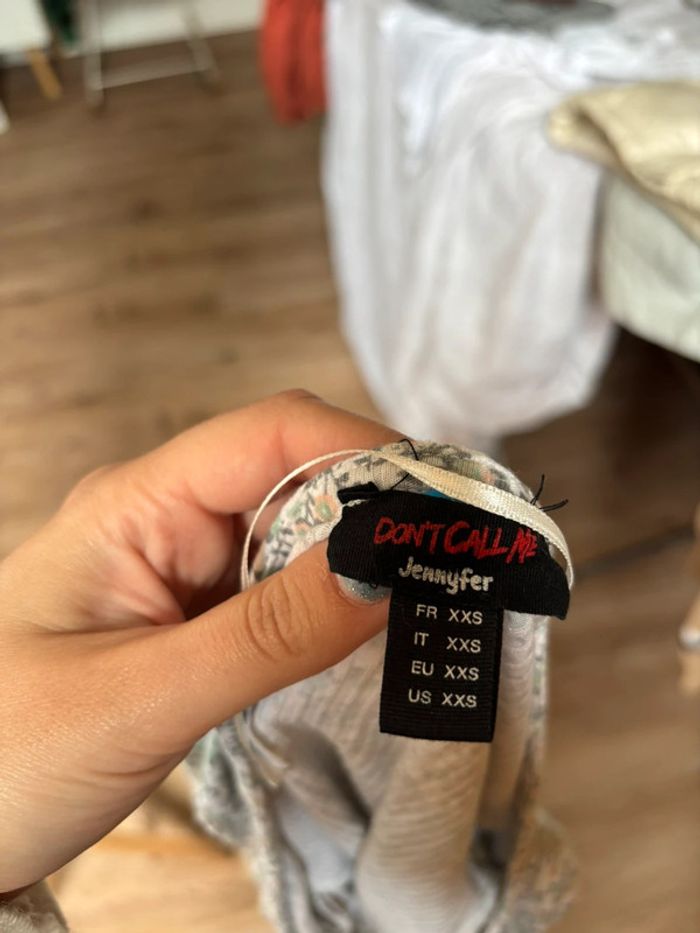 DON'T CALL ME
Jennyfer
FR XXS
IT XXS
EU XXS
US XXS